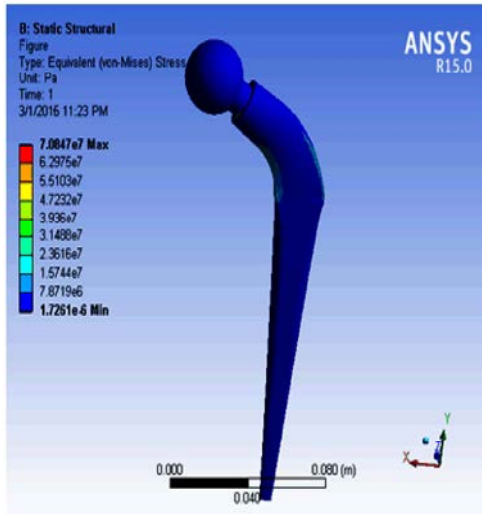 B: Static Structural
Figure
Type: Equivalent (von-Mises) Stress
Unit: Pa
Time: 1
3/1/2016 11:23 PM
ANSYS
R15.0
7.0847e7 Max
6.2975e7
5.5103e7
4.7232e7
3.936e7
3.1488e7
2.3616e7
1.5744e7
7.8719e6
1.7261e-6 Min
Y
X
Z
0.000
0.080 (m)
0.040